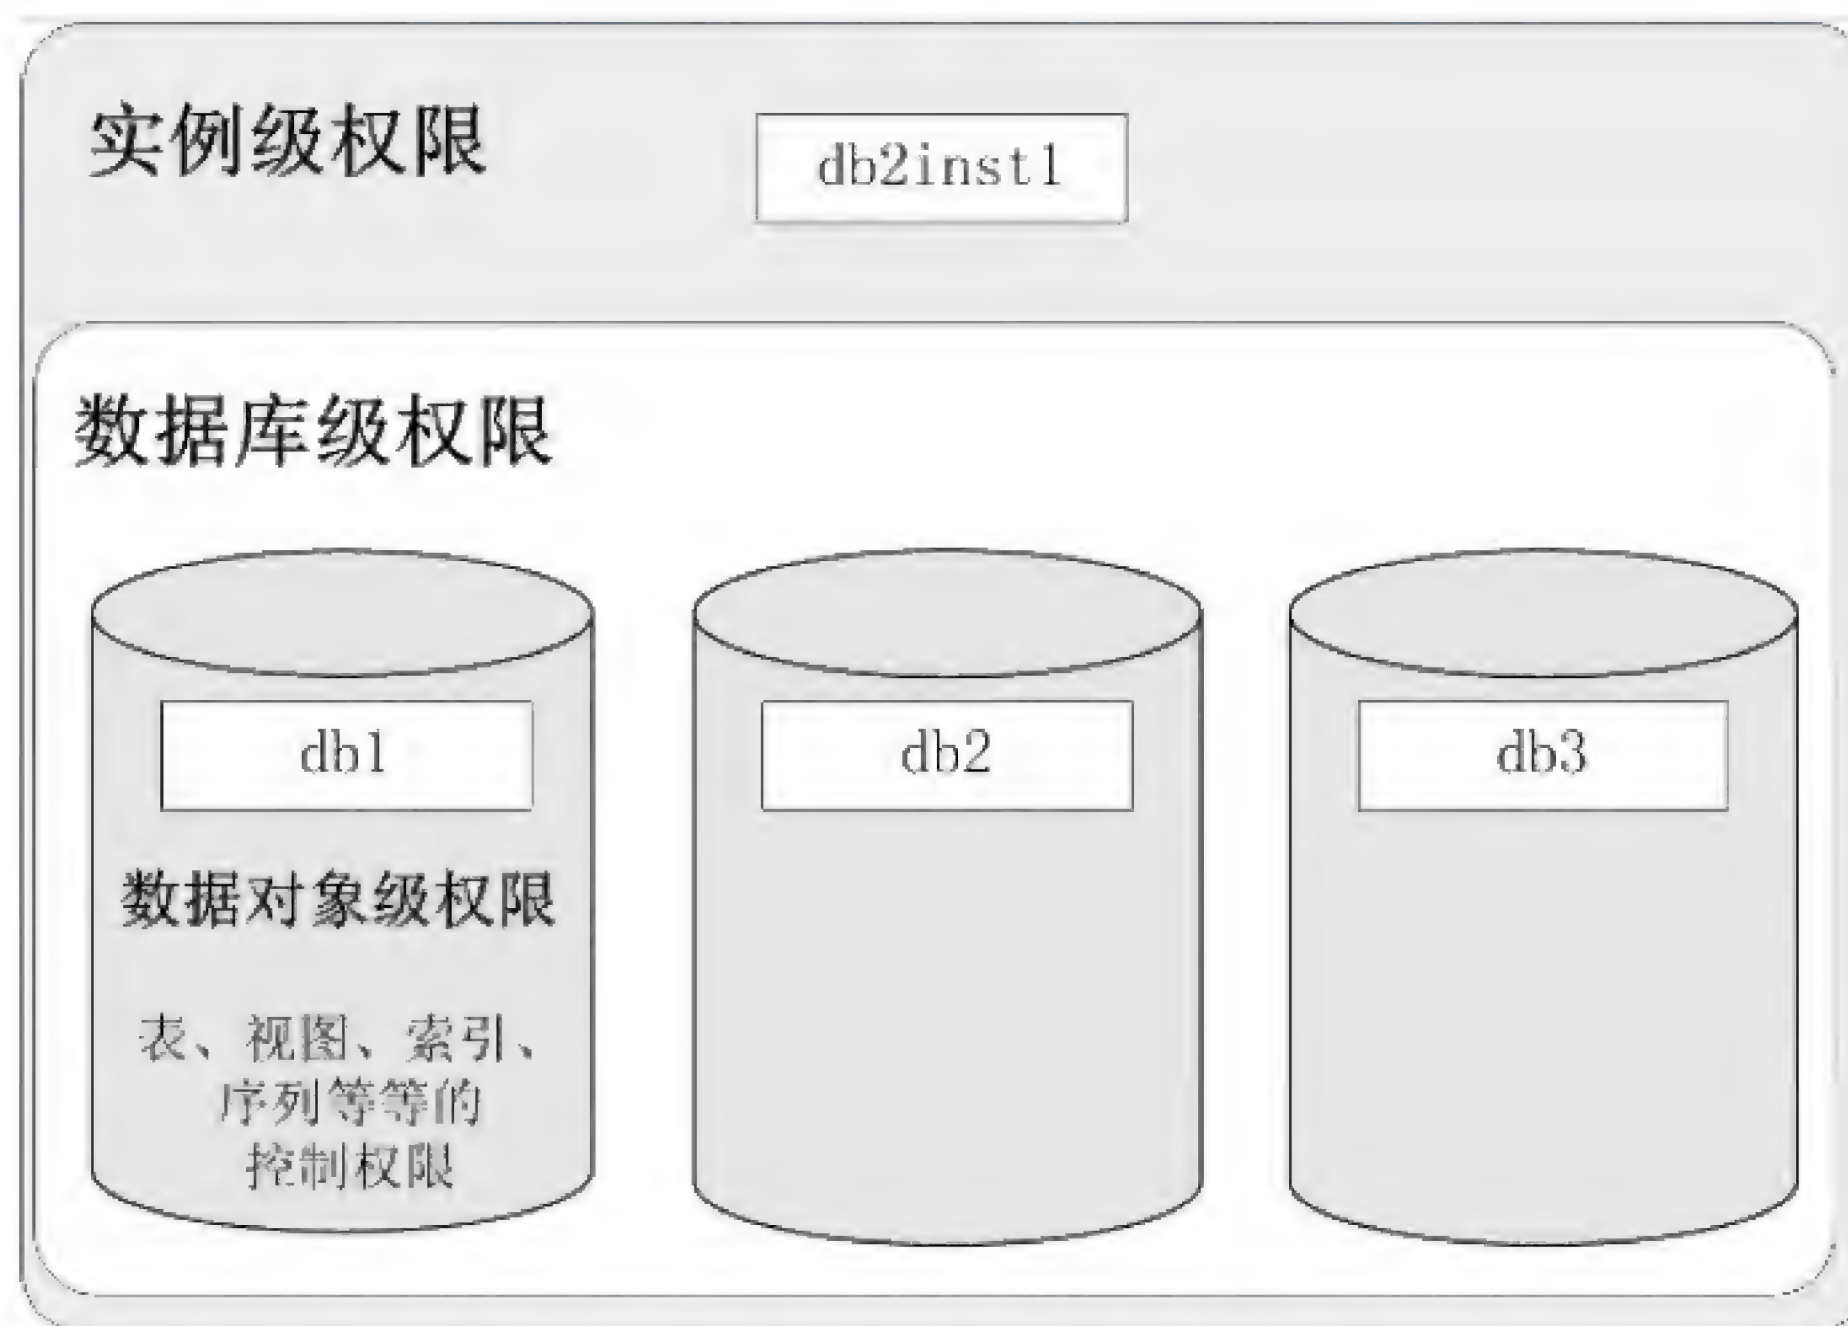 实例级权限
db2inst1
数据库级权限
db1
db2
db3
数据对象级权限
表、视图、索引、
序列等等的
控制权限